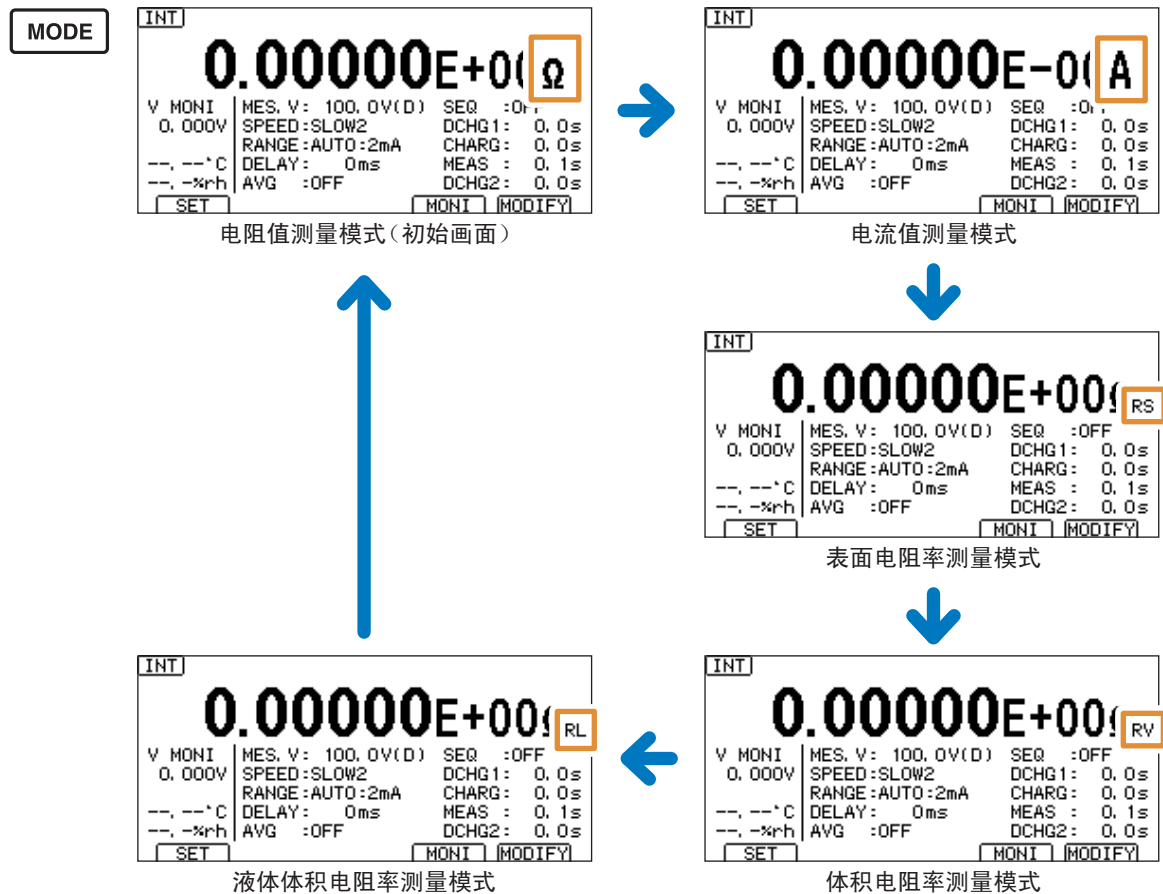 MODE
INT
0.00000E+00 Ω
V MONI
0.000V
--.--°C
--.-%rh
MES.V: 100.0V(D)
SPEED:SLOW2
RANGE:AUTO:2mA
DELAY: 0ms
AVG :OFF
SEQ :OFF
DCHG1: 0.0s
CHARG: 0.0s
MEAS : 0.1s
DCHG2: 0.0s
SET
MONI
MODIFY
电阻值测量模式（初始画面）
INT
0.00000E-00 A
V MONI
0.000V
--.--°C
--.-%rh
MES.V: 100.0V(D)
SPEED:SLOW2
RANGE:AUTO:2mA
DELAY: 0ms
AVG :OFF
SEQ :OFF
DCHG1: 0.0s
CHARG: 0.0s
MEAS : 0.1s
DCHG2: 0.0s
SET
MONI
MODIFY
电流值测量模式
INT
0.00000E+00Ω RS
V MONI
0.000V
--.--°C
--.-%rh
MES.V: 100.0V(D)
SPEED:SLOW2
RANGE:AUTO:2mA
DELAY: 0ms
AVG :OFF
SEQ :OFF
DCHG1: 0.0s
CHARG: 0.0s
MEAS : 0.1s
DCHG2: 0.0s
SET
MONI
MODIFY
表面电阻率测量模式
INT
0.00000E+00Ω RV
V MONI
0.000V
--.--°C
--.-%rh
MES.V: 100.0V(D)
SPEED:SLOW2
RANGE:AUTO:2mA
DELAY: 0ms
AVG :OFF
SEQ :OFF
DCHG1: 0.0s
CHARG: 0.0s
MEAS : 0.1s
DCHG2: 0.0s
SET
MONI
MODIFY
体积电阻率测量模式
INT
0.00000E+00Ω RL
V MONI
0.000V
--.--°C
--.-%rh
MES.V: 100.0V(D)
SPEED:SLOW2
RANGE:AUTO:2mA
DELAY: 0ms
AVG :OFF
SEQ :OFF
DCHG1: 0.0s
CHARG: 0.0s
MEAS : 0.1s
DCHG2: 0.0s
SET
MONI
MODIFY
液体体积电阻率测量模式